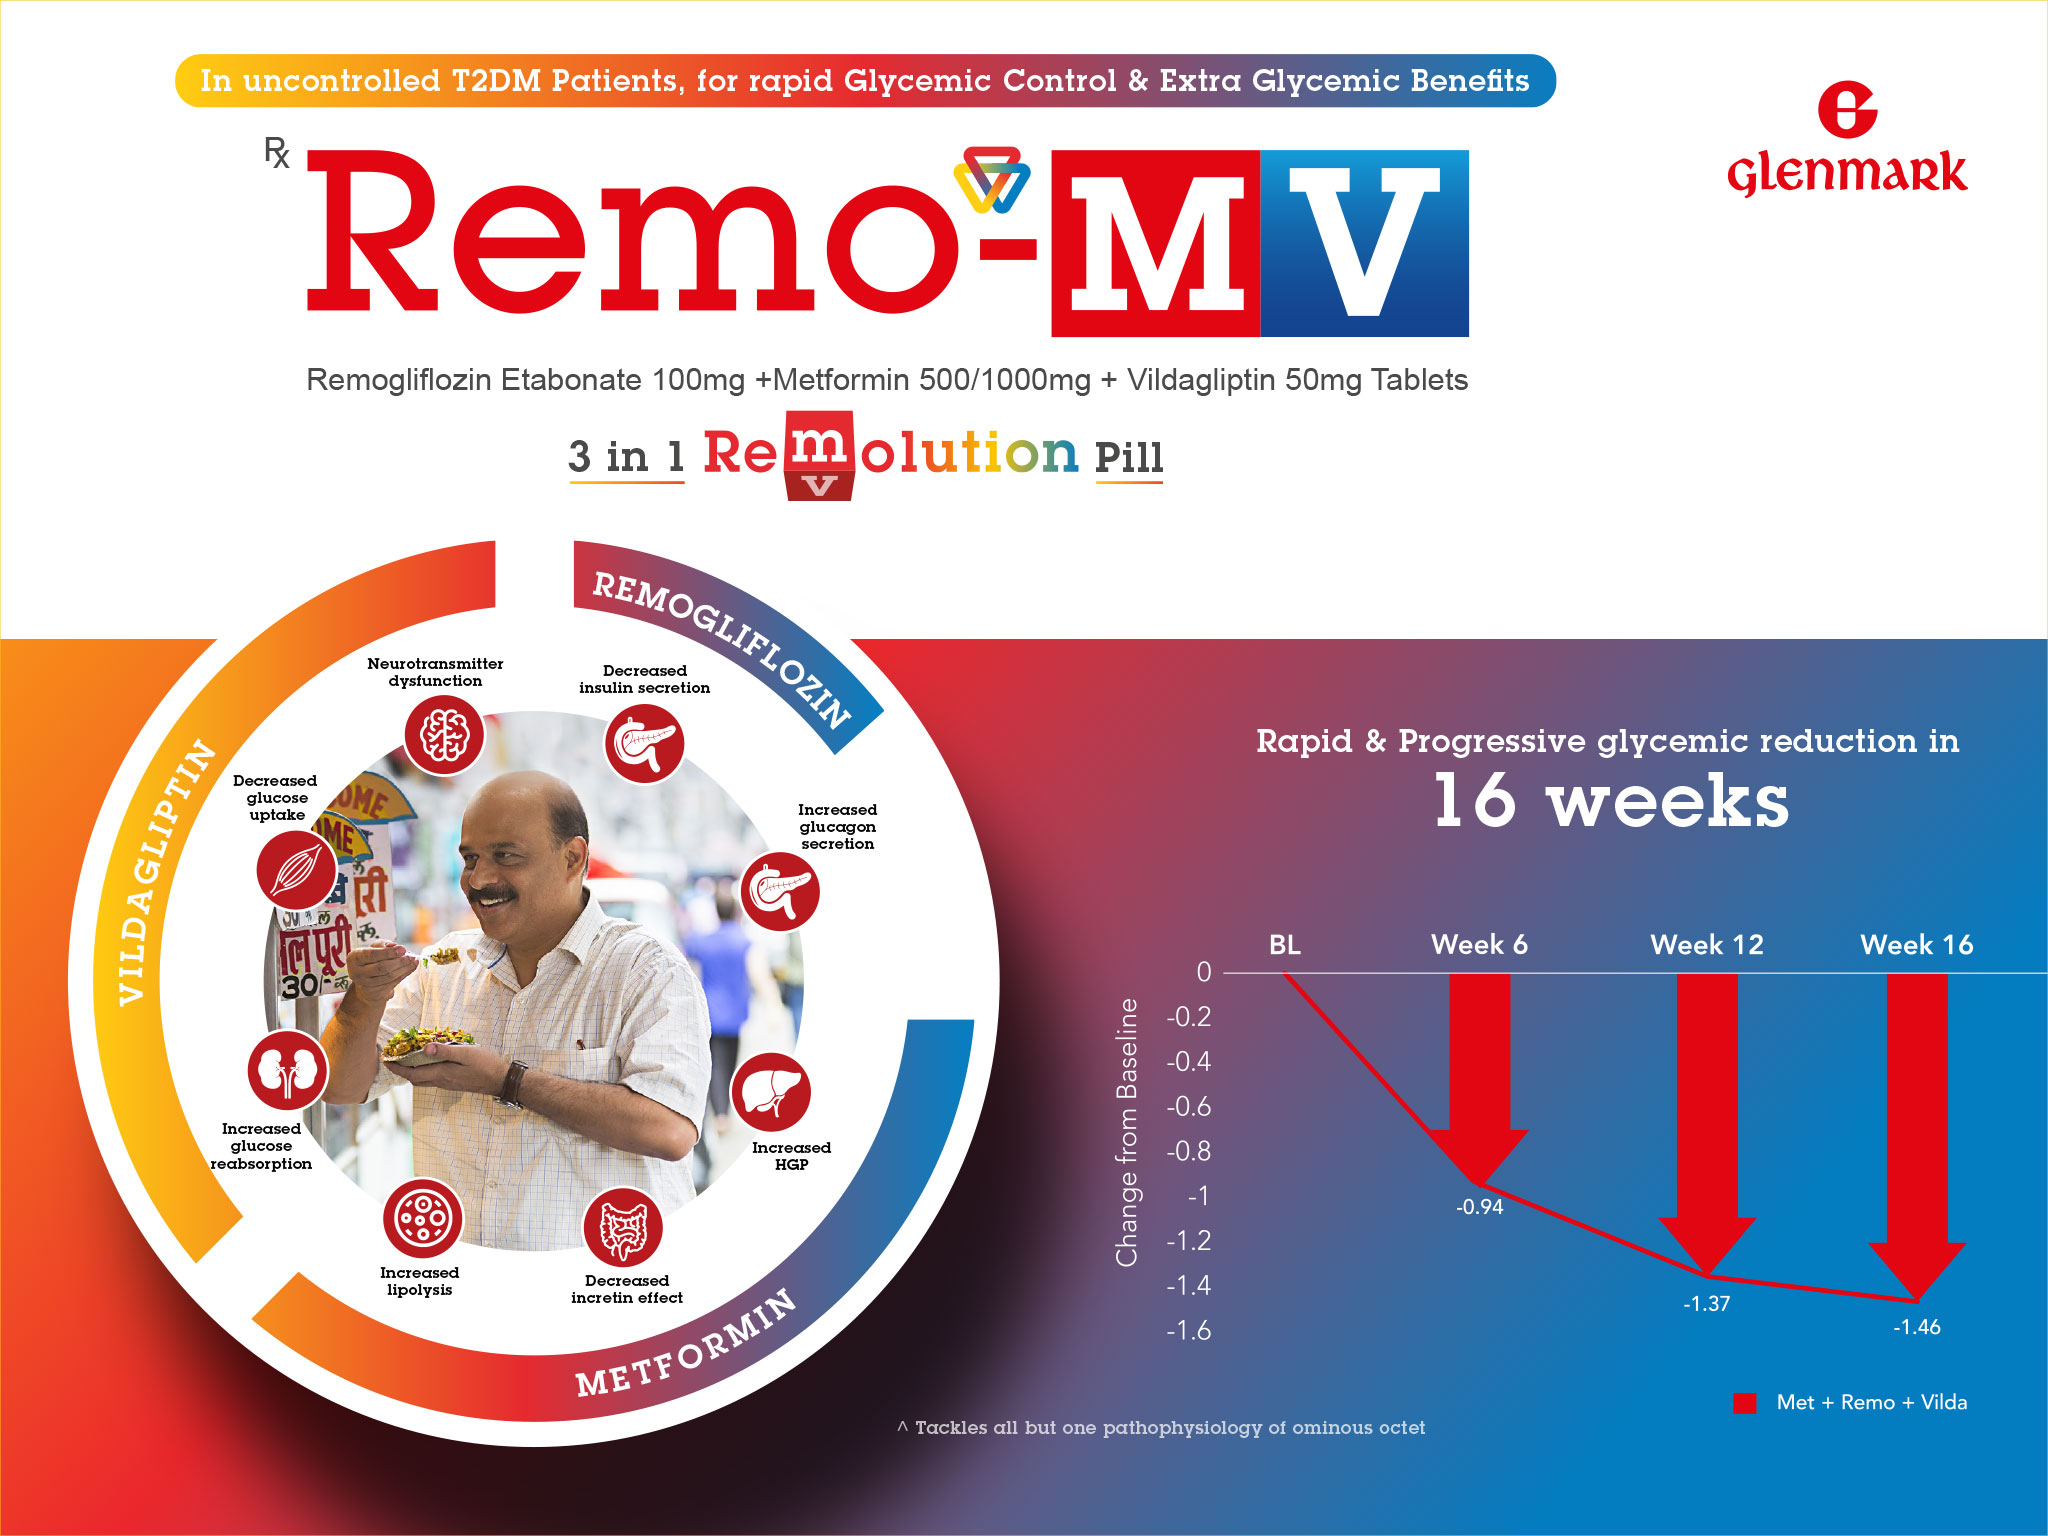 In uncontrolled T2DM Patients, for rapid Glycemic Control & Extra Glycemic Benefits
Rx Remo-MV
GLENMARK
Remogliflozin Etabonate 100mg +Metformin 500/1000mg + Vildagliptin 50mg Tablets
3 in 1 Remvolution Pill
REMOGLIFLOZIN
VILDAGLIPTIN
METFORMIN
Neurotransmitter
dysfunction
Decreased
insulin secretion
Decreased
glucose
uptake
Increased
glucagon
secretion
OME
OME
री
पूरी
30/-
Increased
glucose
reabsorption
Increased
HGP
Increased
lipolysis
Decreased
incretin effect
Rapid & Progressive glycemic reduction in
16 weeks
BL Week 6 Week 12 Week 16
Change from Baseline
0
-0.2
-0.4
-0.6
-0.8
-1
-1.2
-1.4
-1.6
-0.94
-1.37
-1.46
Met + Remo + Vilda
^ Tackles all but one pathophysiology of ominous octet